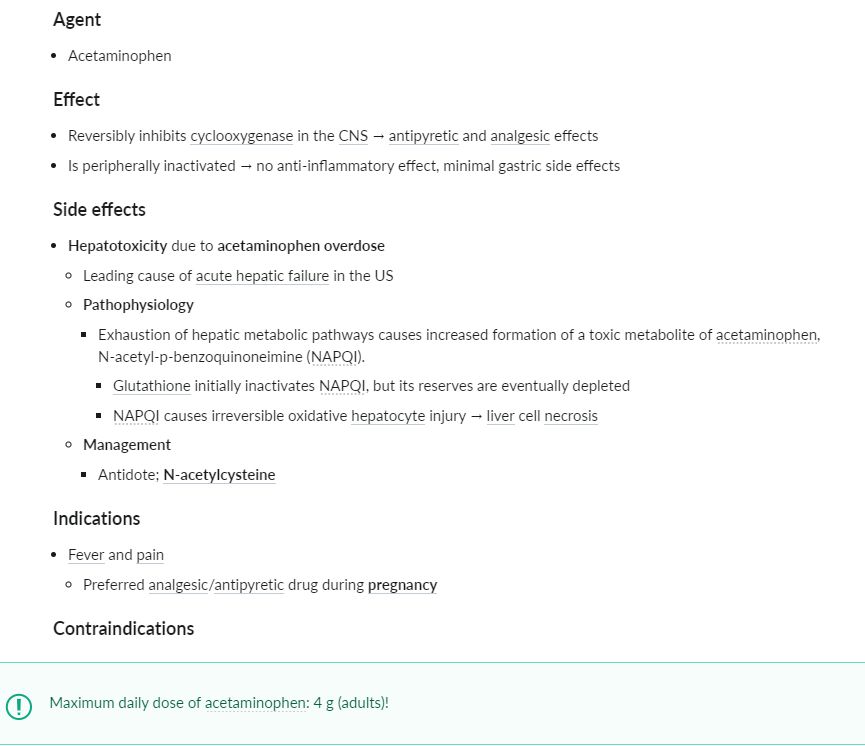 Agent
Acetaminophen
Effect
Reversibly inhibits cyclooxygenase in the CNS → antipyretic and analgesic effects
Is peripherally inactivated → no anti-inflammatory effect, minimal gastric side effects
Side effects
Hepatotoxicity due to acetaminophen overdose
Leading cause of acute hepatic failure in the US
Pathophysiology
Exhaustion of hepatic metabolic pathways causes increased formation of a toxic metabolite of acetaminophen,
N-acetyl-p-benzoquinoneimine (NAPQI).
Glutathione initially inactivates NAPQI, but its reserves are eventually depleted
NAPQI causes irreversible oxidative hepatocyte injury → liver cell necrosis
Management
Antidote; N-acetylcysteine
Indications
Fever and pain
Preferred analgesic/antipyretic drug during pregnancy
Contraindications
Maximum daily dose of acetaminophen: 4 g (adults)!